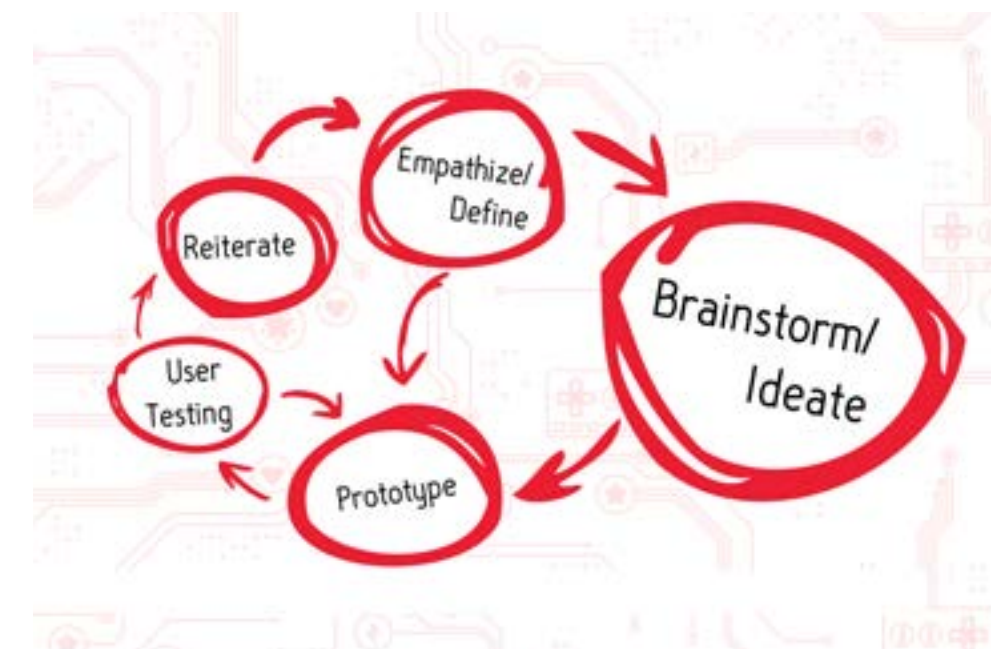 Empathize/
Define
Brainstorm/
Ideate
Prototype
User
Testing
Reiterate